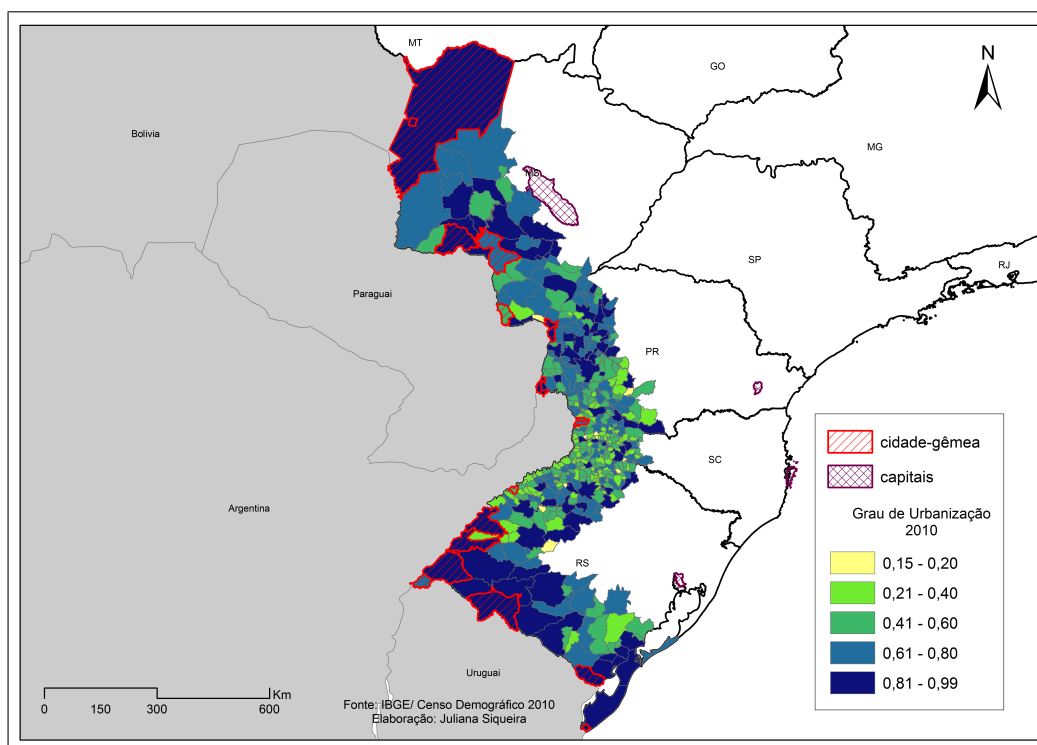 MT
GO
N
Bolivia
MG
MS
SP
RJ
Paraguai
PR
cidade-gêmea
SC
capitais
Argentina
Grau de Urbanização
2010
RS
0,15 - 0,20
0,21 - 0,40
0,41 - 0,60
0,61 - 0,80
0,81 - 0,99
Uruguai
Km
0 150 300 600
Fonte: IBGE/ Censo Demográfico 2010
Elaboração: Juliana Siqueira